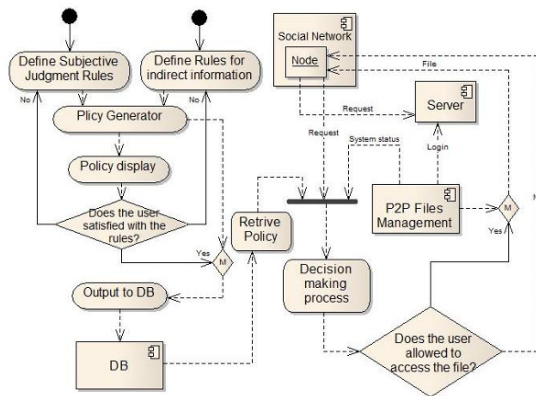 Define Subjective
Judgment Rules
Define Rules for
indirect information
No
No
Plicy Generator
Policy display
Does the user
satisfied with the
rules?
Yes
M
Output to DB
DB
Retrive
Policy
Social Network
Node
File
Request
Request
Server
System status
Login
P2P Files
Management
M
Yes
Decision
making
process
Does the user
allowed to
access the file?